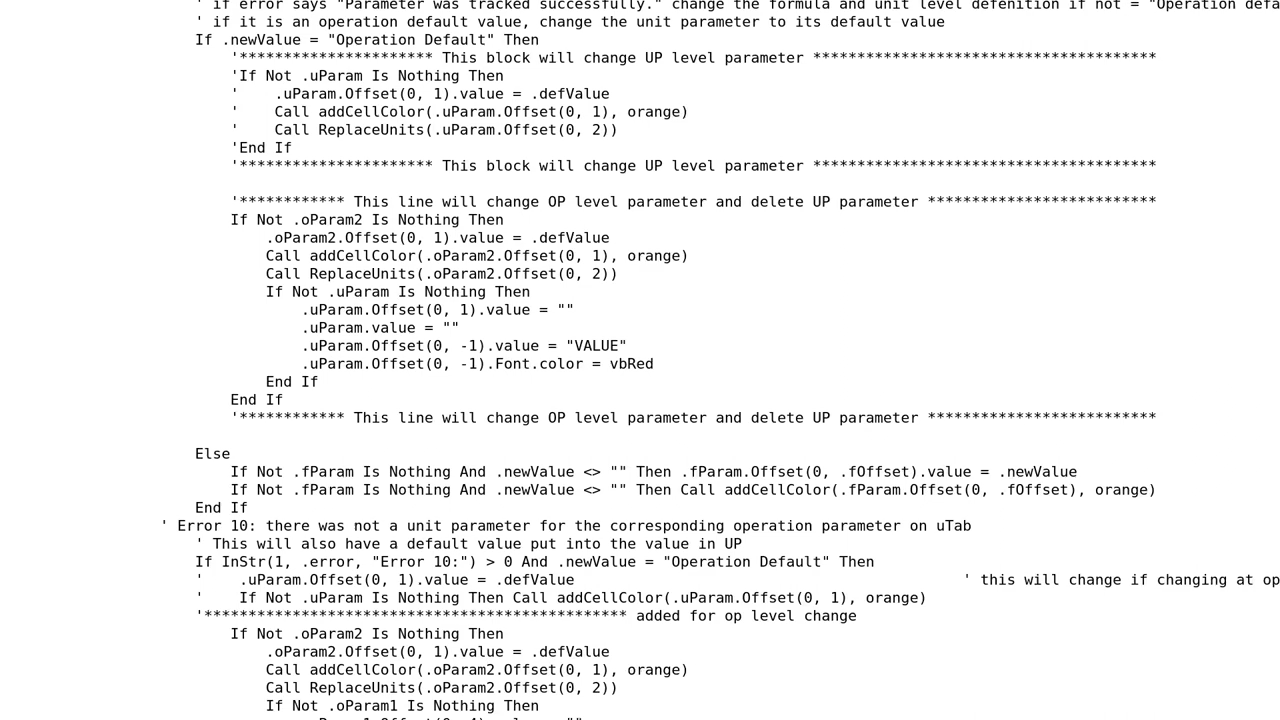 ' if error says "Parameter was tracked successfully." change the formula and unit level defenition if not = "Operation defa
' if it is an operation default value, change the unit parameter to its default value
If .newValue = "Operation Default" Then
'********************** This block will change UP level parameter ***************************************
'If Not .uParam Is Nothing Then
'    .uParam.Offset(0, 1).value = .defValue
'    Call addCellColor(.uParam.Offset(0, 1), orange)
'    Call ReplaceUnits(.uParam.Offset(0, 2))
'End If
'********************** This block will change UP level parameter ***************************************
'************ This line will change OP level parameter and delete UP parameter **************************
If Not .oParam2 Is Nothing Then
.oParam2.Offset(0, 1).value = .defValue
Call addCellColor(.oParam2.Offset(0, 1), orange)
Call ReplaceUnits(.oParam2.Offset(0, 2))
If Not .uParam Is Nothing Then
.uParam.Offset(0, 1).value = ""
.uParam.value = ""
.uParam.Offset(0, -1).value = "VALUE"
.uParam.Offset(0, -1).Font.color = vbRed
End If
End If
'************ This line will change OP level parameter and delete UP parameter **************************
Else
If Not .fParam Is Nothing And .newValue <> "" Then .fParam.Offset(0, .fOffset).value = .newValue
If Not .fParam Is Nothing And .newValue <> "" Then Call addCellColor(.fParam.Offset(0, .fOffset), orange)
End If
' Error 10: there was not a unit parameter for the corresponding operation parameter on uTab
' This will also have a default value put into the value in UP
If InStr(1, .error, "Error 10:") > 0 And .newValue = "Operation Default" Then
'    .uParam.Offset(0, 1).value = .defValue                                            ' this will change if changing at op
'    If Not .uParam Is Nothing Then Call addCellColor(.uParam.Offset(0, 1), orange)
'************************************************ added for op level change
If Not .oParam2 Is Nothing Then
.oParam2.Offset(0, 1).value = .defValue
Call addCellColor(.oParam2.Offset(0, 1), orange)
Call ReplaceUnits(.oParam2.Offset(0, 2))
If Not .oParam1 Is Nothing Then